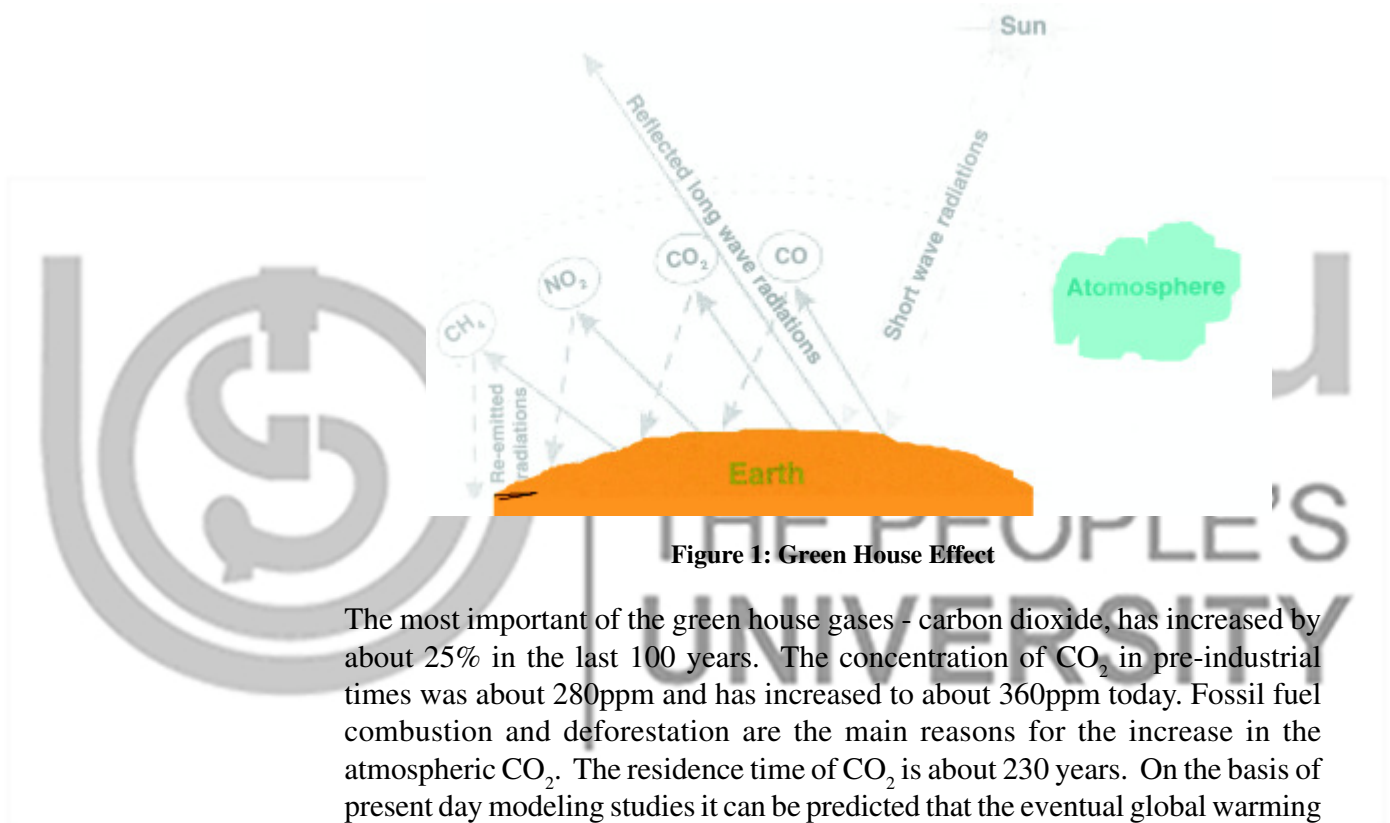 Sun
Reflected long wave radiations
Short wave radiations
CO₂
CO
NO₂
CH₄
Atomosphere
Re-emitted
radiations
Earth
THE PEOPLE'S
UNIVERSITY
Figure 1: Green House Effect
The most important of the green house gases - carbon dioxide, has increased by
about 25% in the last 100 years. The concentration of CO₂ in pre-industrial
times was about 280ppm and has increased to about 360ppm today. Fossil fuel
combustion and deforestation are the main reasons for the increase in the
atmospheric CO₂. The residence time of CO₂ is about 230 years. On the basis of
present day modeling studies it can be predicted that the eventual global warming